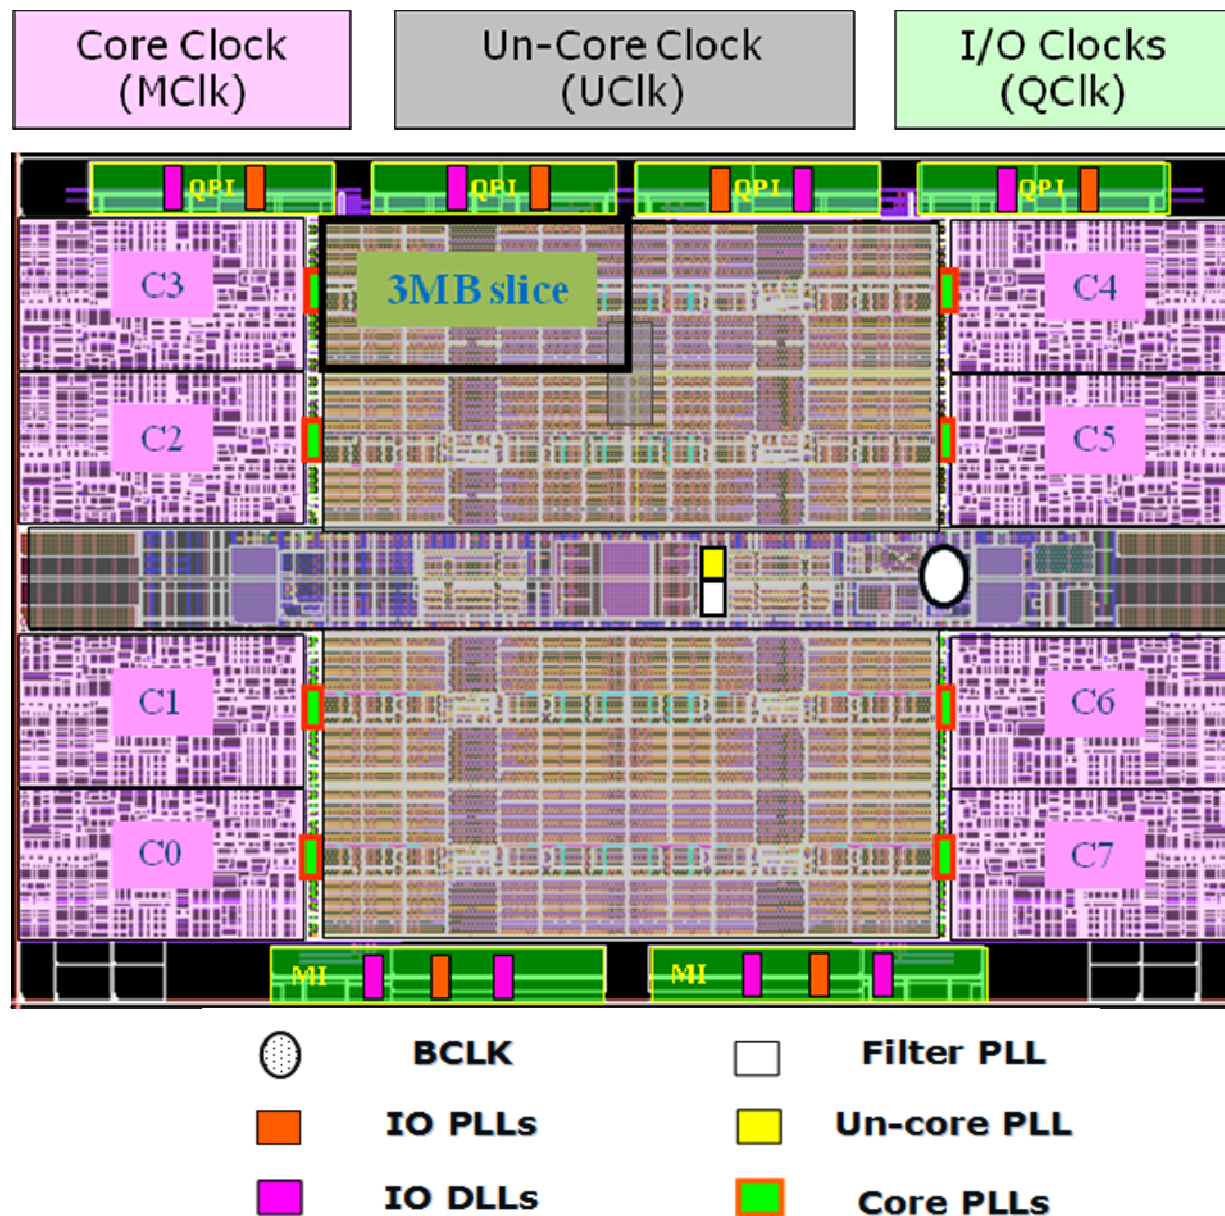 Core Clock
(MClk)
Un-Core Clock
(UClk)
I/O Clocks
(QClk)
QPI
QPI
QPI
QPI
C3
3MB slice
C4
C2
C5
C1
C6
C0
C7
MI
MI
BCLK
Filter PLL
IO PLLs
Un-core PLL
IO DLLs
Core PLLs